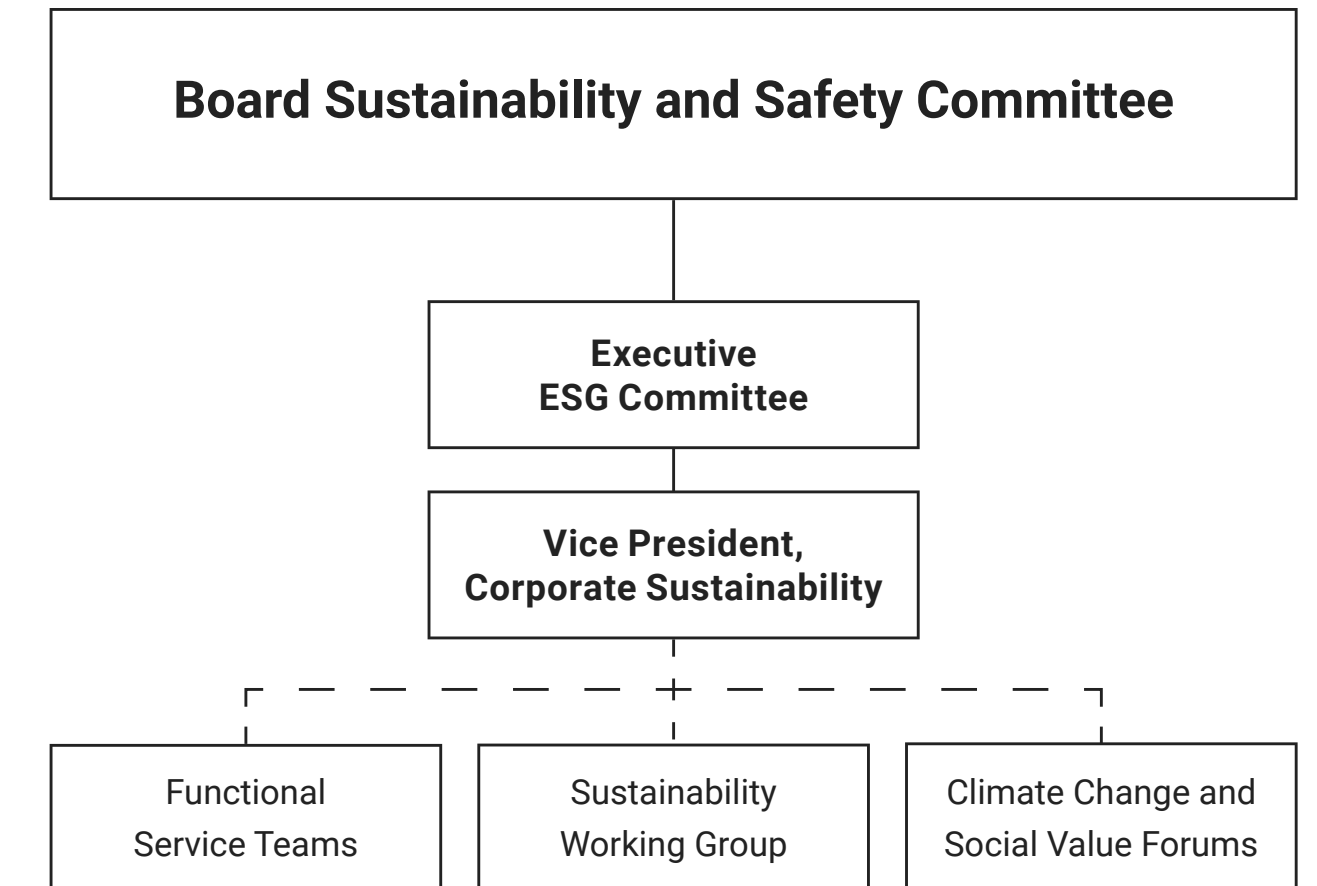 Board Sustainability and Safety Committee
Executive
ESG Committee
Vice President,
Corporate Sustainability
Functional
Service Teams
Sustainability
Working Group
Climate Change and
Social Value Forums